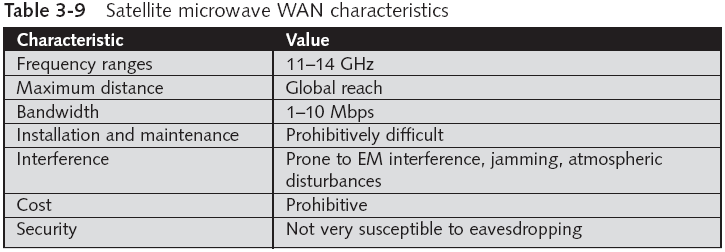 Table 3-9 Satellite microwave WAN characteristics
Characteristic Value
Frequency ranges 11–14 GHz
Maximum distance Global reach
Bandwidth 1–10 Mbps
Installation and maintenance Prohibitively difficult
Interference Prone to EM interference, jamming, atmospheric
disturbances
Cost Prohibitive
Security Not very susceptible to eavesdropping